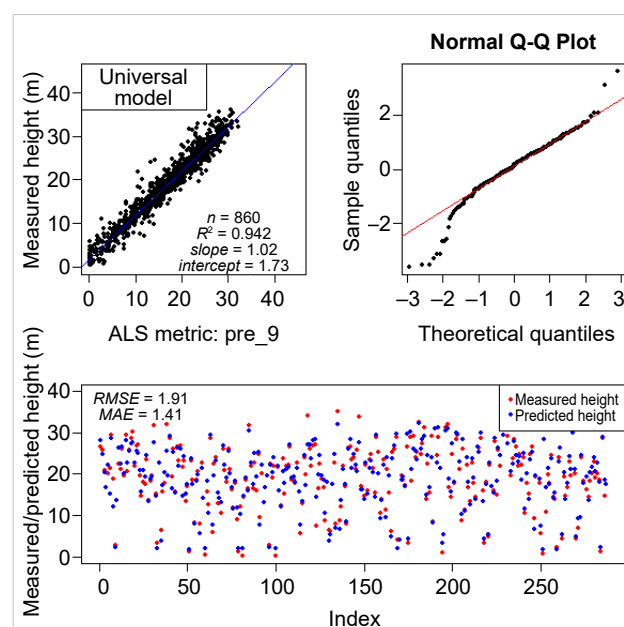 Universal
model
Measured height (m)
40
30
20
10
0
n = 860
R² = 0.942
slope = 1.02
intercept = 1.73
0 10 20 30 40
ALS metric: pre_9
Normal Q-Q Plot
Sample quantiles
2
0
−2
−3 −2 −1 0 1 2 3
Theoretical quantiles
Measured/predicted height (m)
40
30
20
10
0
RMSE = 1.91
MAE = 1.41
Measured height
Predicted height
0 50 100 150 200 250
Index